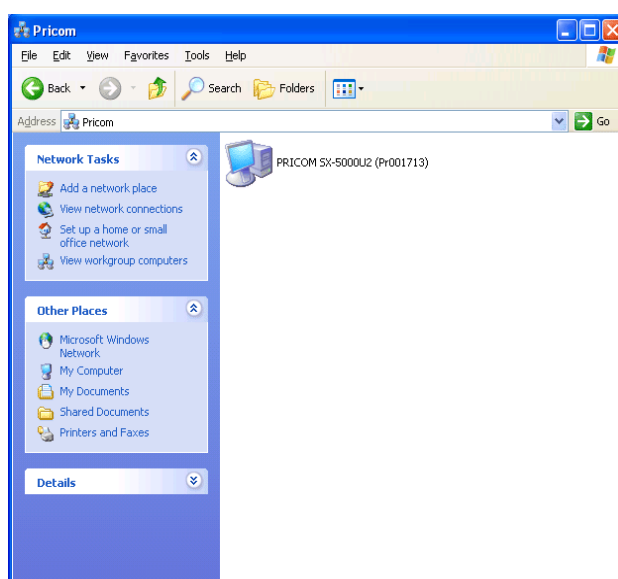 Pricom
File Edit View Favorites Tools Help
Back Search Folders
Address Pricom Go
Network Tasks
Add a network place
View network connections
Set up a home or small
office network
View workgroup computers
Other Places
Microsoft Windows
Network
My Computer
My Documents
Shared Documents
Printers and Faxes
Details
PRICOM SX-5000U2 (Pr001713)